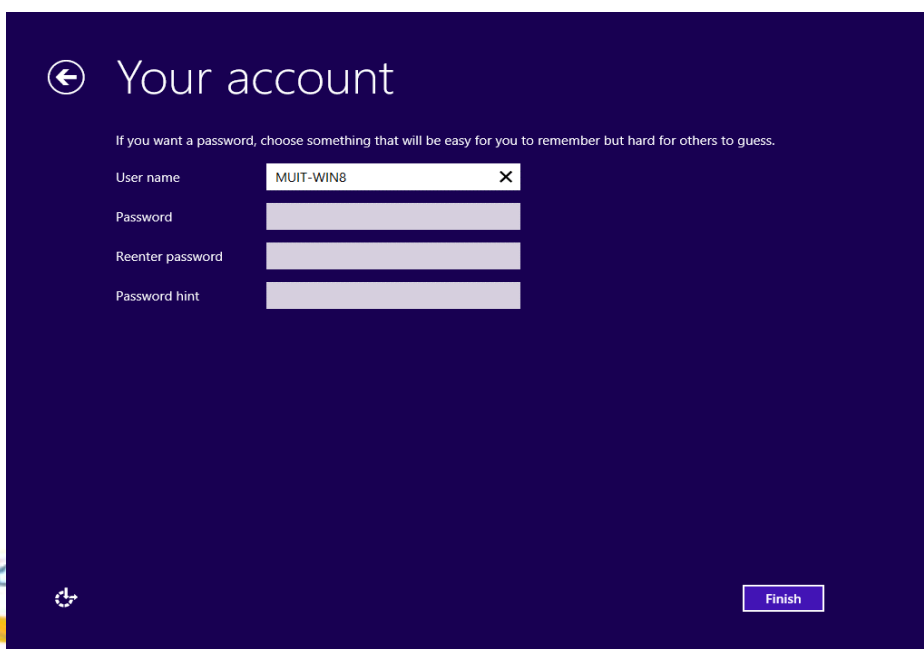 Your account
If you want a password, choose something that will be easy for you to remember but hard for others to guess.
User name MUIT-WIN8
Password
Reenter password
Password hint
Finish